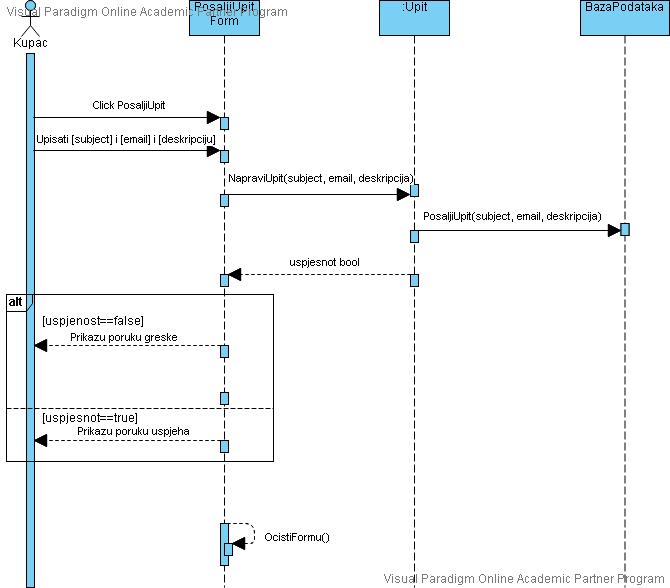 Visual Paradigm Online Academic Partner Program
PosaljiUpit
Form
:Upit
BazaPodataka
Kupac
Click PosaljiUpit
Upisati [subject] i [email] i [deskripciju]
NapraviUpit(subject, email, deskripcija)
PosaljiUpit(subject, email, deskripcija)
uspjesnot bool
alt
[uspjenost==false]
Prikazu poruku greske
[uspjesnot==true]
Prikazu poruku uspjeha
OcistiFormu()
Visual Paradigm Online Academic Partner Program